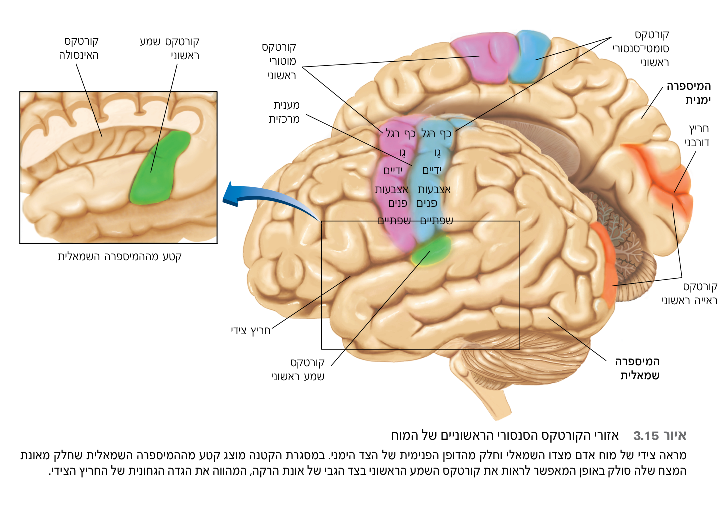 קורטקס
האינסולה
קורטקס שמע
ראשוני
קטע מההמיספרה השמאלית
קורטקס
מוטורי
ראשוני
מענית
מרכזית
קורטקס
סומטי־סנסורי
ראשוני
המיספרה
ימנית
חריץ
דורבני
כף רגל כף רגל
גו גו
ידיים ידיים
אצבעות אצבעות
פנים פנים
שפתיים שפתיים
קורטקס
ראייה ראשוני
חריץ צידי
קורטקס
שמע ראשוני
המיספרה
שמאלית
איור 3.15 אזורי הקורטקס הסנסורי הראשוניים של המוח
מראה צידי של מוח אדם מצדו השמאלי וחלק מהדופן הפנימית של הצד הימני. במסגרת הקטנה מוצג קטע מההמיספרה השמאלית שחלק מאונת
המצח שלה סולק באופן המאפשר לראות את קורטקס השמע הראשוני בצד הגבי של אונת הרקה, המהווה את הגדה הגחונית של החריץ הצידי.